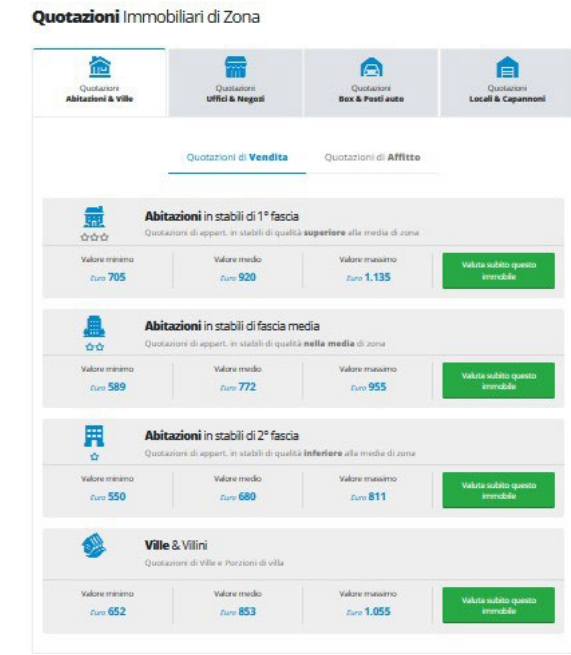 Quotazioni Immobiliari di Zona
Quotazioni
Abitazioni & Ville
Quotazioni
Uffici & Negozi
Quotazioni
Box & Posti auto
Quotazioni
Locali & Capannoni
Quotazioni di Vendita
Quotazioni di Affitto
Abitazioni in stabili di 1° fascia
Quotazioni di appart. in stabili di qualità superiore alla media di zona
Valore minimo
Valore medio
Valore massimo
Euro 705
Euro 920
Euro 1.135
Valuta subito questo
immobile
Abitazioni in stabili di fascia media
Quotazioni di appart. in stabili di qualità nella media di zona
Valore minimo
Valore medio
Valore massimo
Euro 589
Euro 772
Euro 955
Valuta subito questo
immobile
Abitazioni in stabili di 2° fascia
Quotazioni di appart. in stabili di qualità inferiore alla media di zona
Valore minimo
Valore medio
Valore massimo
Euro 550
Euro 680
Euro 811
Valuta subito questo
immobile
Ville & Villini
Quotazioni di Ville e Porzioni di villa
Valore minimo
Valore medio
Valore massimo
Euro 652
Euro 853
Euro 1.055
Valuta subito questo
immobile